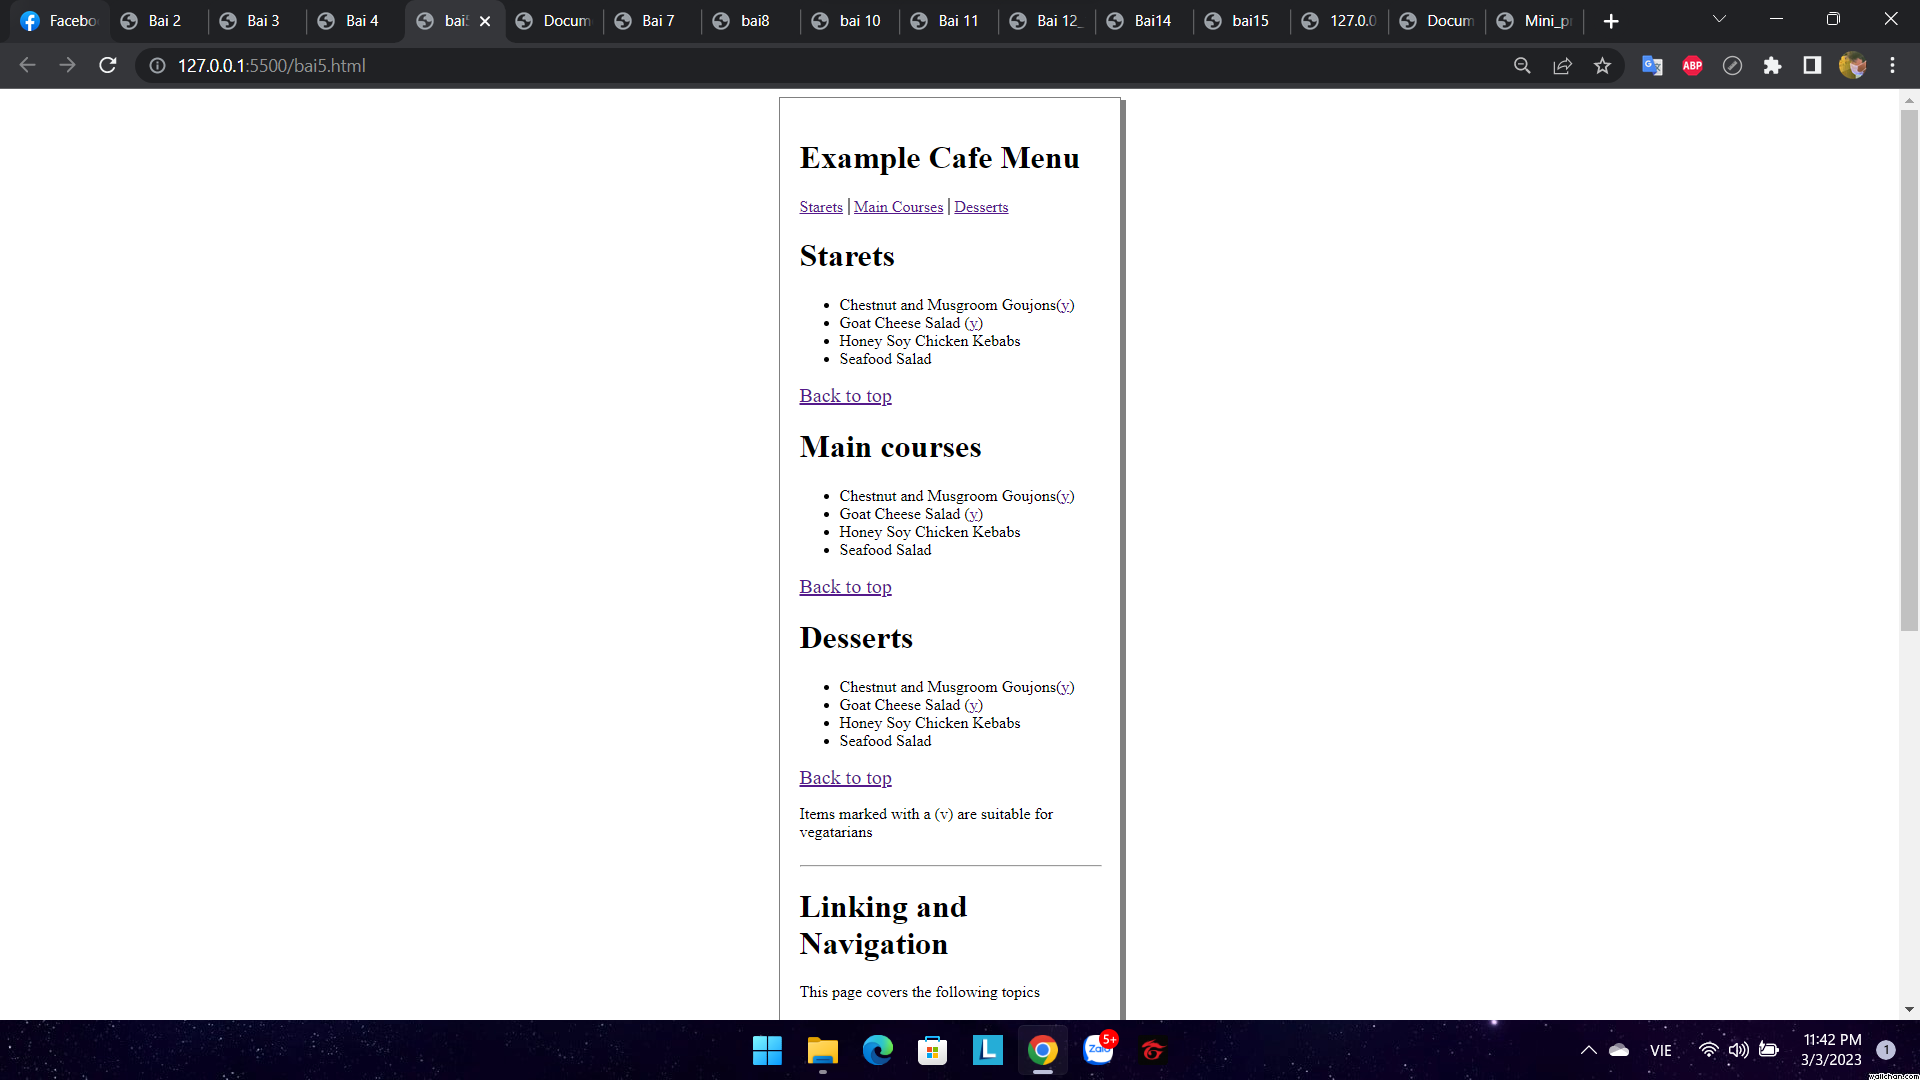 Facebo
Bai 2
Bai 3
Bai 4
bai5
Docum
Bai 7
bai8
bai 10
Bai 11
Bai 12_
Bai14
bai15
127.0.0
Docum
Mini_pr
127.0.0.1:5500/bai5.html
ABP
Example Cafe Menu
Starets | Main Courses | Desserts
Starets
Chestnut and Musgroom Goujons(y)
Goat Cheese Salad (y)
Honey Soy Chicken Kebabs
Seafood Salad
Back to top
Main courses
Chestnut and Musgroom Goujons(y)
Goat Cheese Salad (y)
Honey Soy Chicken Kebabs
Seafood Salad
Back to top
Desserts
Chestnut and Musgroom Goujons(y)
Goat Cheese Salad (y)
Honey Soy Chicken Kebabs
Seafood Salad
Back to top
Items marked with a (v) are suitable for
vegatarians
Linking and
Navigation
This page covers the following topics
L
Zalo
5+
VIE
11:42 PM
3/3/2023
1
wallchan.com